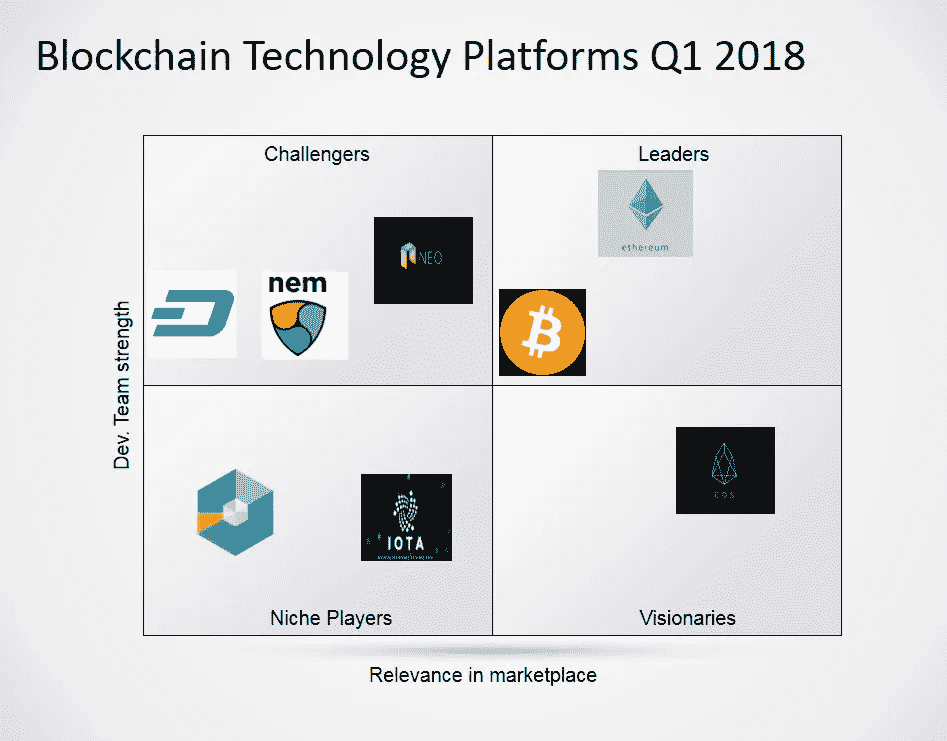 Blockchain Technology Platforms Q1 2018
Challengers
Leaders
ethereum
NEO
nem
Dev. Team strength
EOS
IOTA
Niche Players
Visionaries
Relevance in marketplace